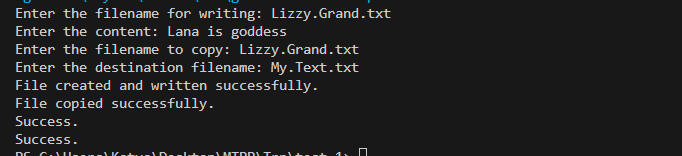 Enter the filename for writing: Lizzy.Grand.txt
Enter the content: Lana is goddess
Enter the filename to copy: Lizzy.Grand.txt
Enter the destination filename: My.Text.txt
File created and written successfully.
File copied successfully.
Success.
Success.